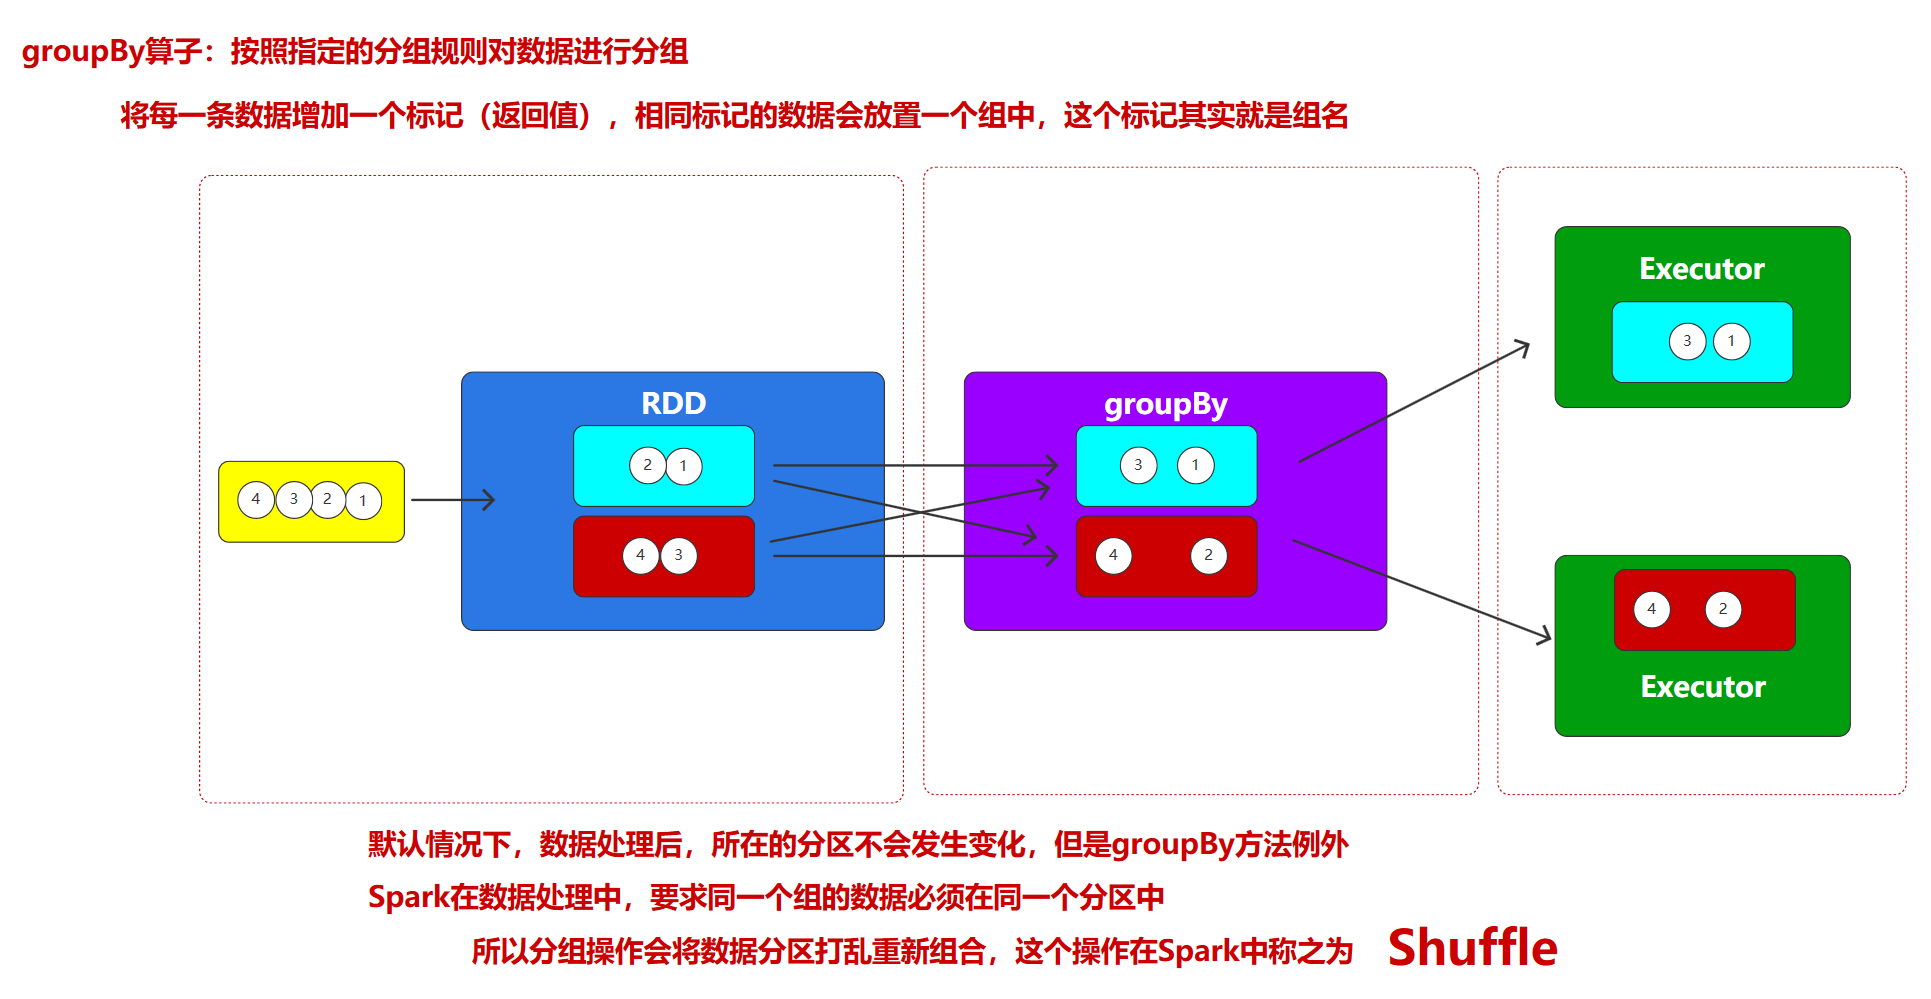 groupBy算子：按照指定的分组规则对数据进行分组
将每一条数据增加一个标记（返回值），相同标记的数据会放置一个组中，这个标记其实就是组名
Executor
3 1
RDD
groupBy
2 1
3 1
4 3 2 1
4 3
4 2
4 2
Executor
默认情况下，数据处理后，所在的分区不会发生变化，但是groupBy方法例外
Spark在数据处理中，要求同一个组的数据必须在同一个分区中
所以分组操作会将数据分区打乱重新组合，这个操作在Spark中称之为 Shuffle